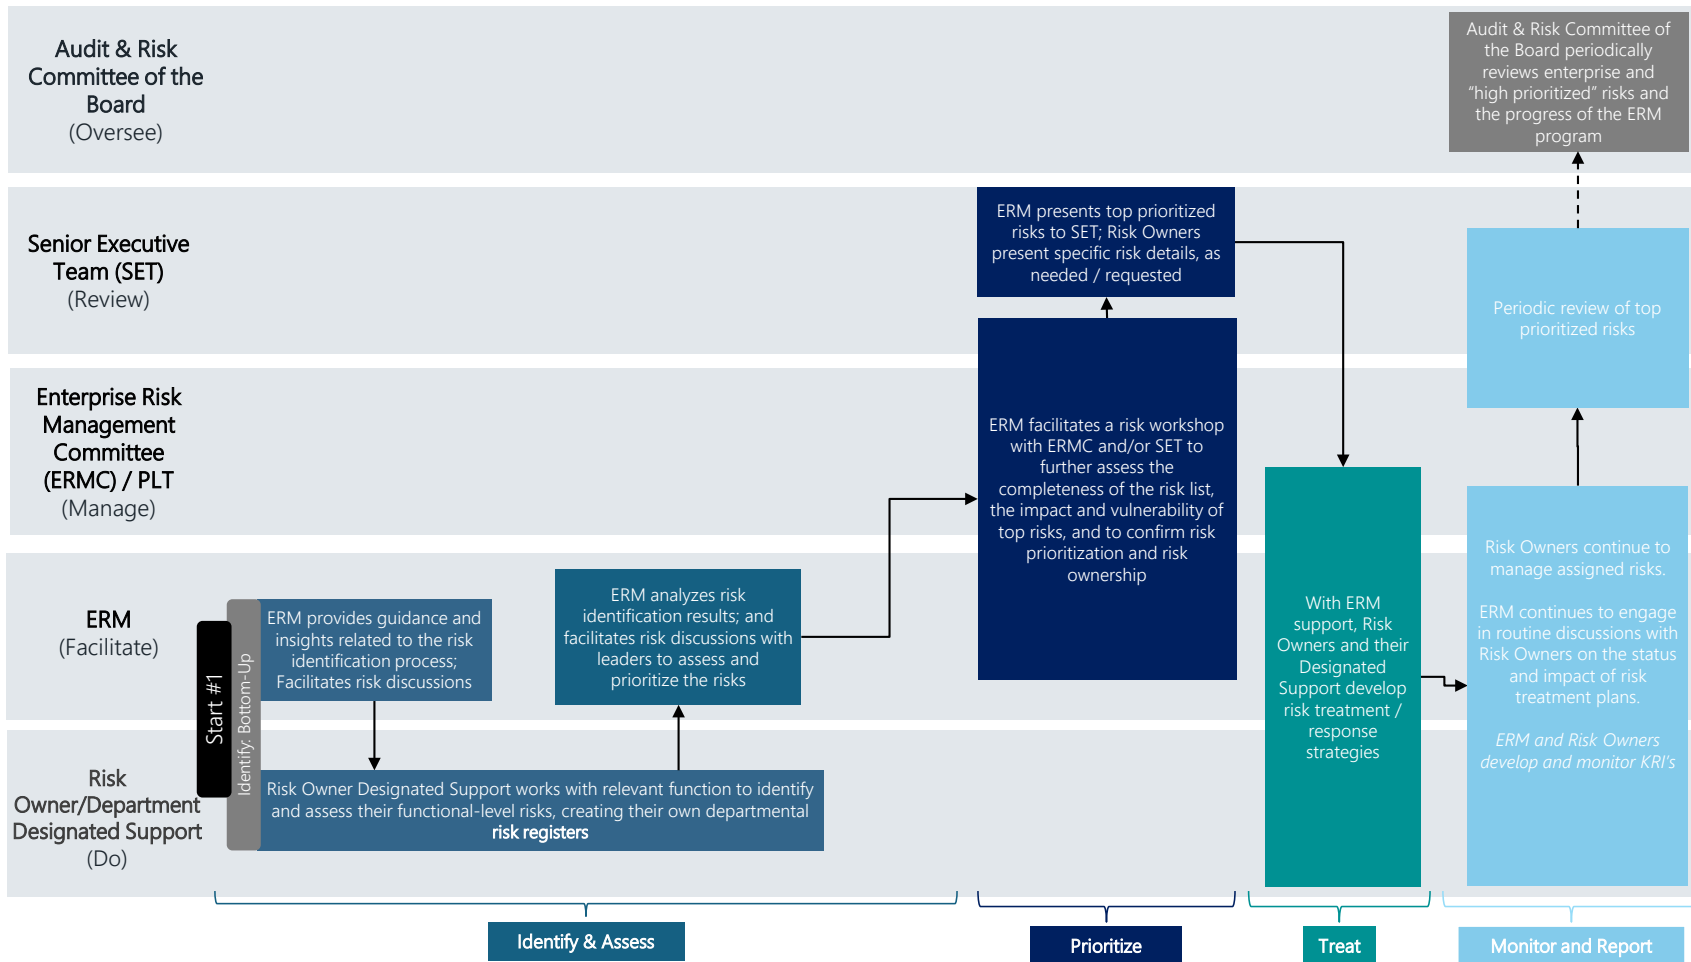 Audit & Risk
Committee of the
Board
(Oversee)
Audit & Risk Committee of
the Board periodically
reviews enterprise and
“high prioritized” risks and
the progress of the ERM
program
Senior Executive
Team (SET)
(Review)
ERM presents top prioritized
risks to SET; Risk Owners
present specific risk details, as
needed / requested
Periodic review of top
prioritized risks
Enterprise Risk
Management
Committee
(ERMC) / PLT
(Manage)
ERM facilitates a risk workshop
with ERMC and/or SET to
further assess the
completeness of the risk list,
the impact and vulnerability of
top risks, and to confirm risk
prioritization and risk
ownership
ERM
(Facilitate)
Start #1
Identify: Bottom-Up
ERM provides guidance and
insights related to the risk
identification process;
Facilitates risk discussions
ERM analyzes risk
identification results; and
facilitates risk discussions with
leaders to assess and
prioritize the risks
With ERM
support, Risk
Owners and their
Designated
Support develop
risk treatment /
response
strategies
Risk Owners continue to
manage assigned risks.
ERM continues to engage
in routine discussions with
Risk Owners on the status
and impact of risk
treatment plans.
ERM and Risk Owners
develop and monitor KRI's
Risk
Owner/Department
Designated Support
(Do)
Risk Owner Designated Support works with relevant function to identify
and assess their functional-level risks, creating their own departmental
risk registers
Identify & Assess
Prioritize
Treat
Monitor and Report